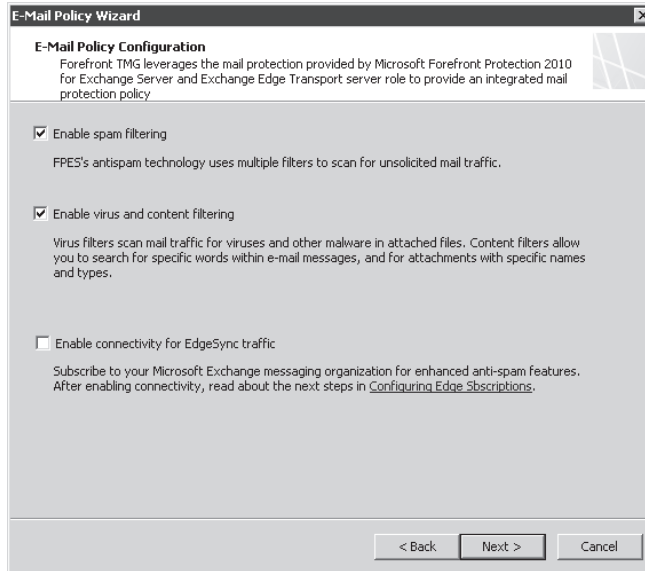 E-Mail Policy Wizard
E-Mail Policy Configuration
Forefront TMG leverages the mail protection provided by Microsoft Forefront Protection 2010
for Exchange Server and Exchange Edge Transport server role to provide an integrated mail
protection policy
Enable spam filtering
FPES's antispam technology uses multiple filters to scan for unsolicited mail traffic.
Enable virus and content filtering
Virus filters scan mail traffic for viruses and other malware in attached files. Content filters allow
you to search for specific words within e-mail messages, and for attachments with specific names
and types.
Enable connectivity for EdgeSync traffic
Subscribe to your Microsoft Exchange messaging organization for enhanced anti-spam features.
After enabling connectivity, read about the next steps in Configuring Edge Sbscriptions.
< Back Next > Cancel